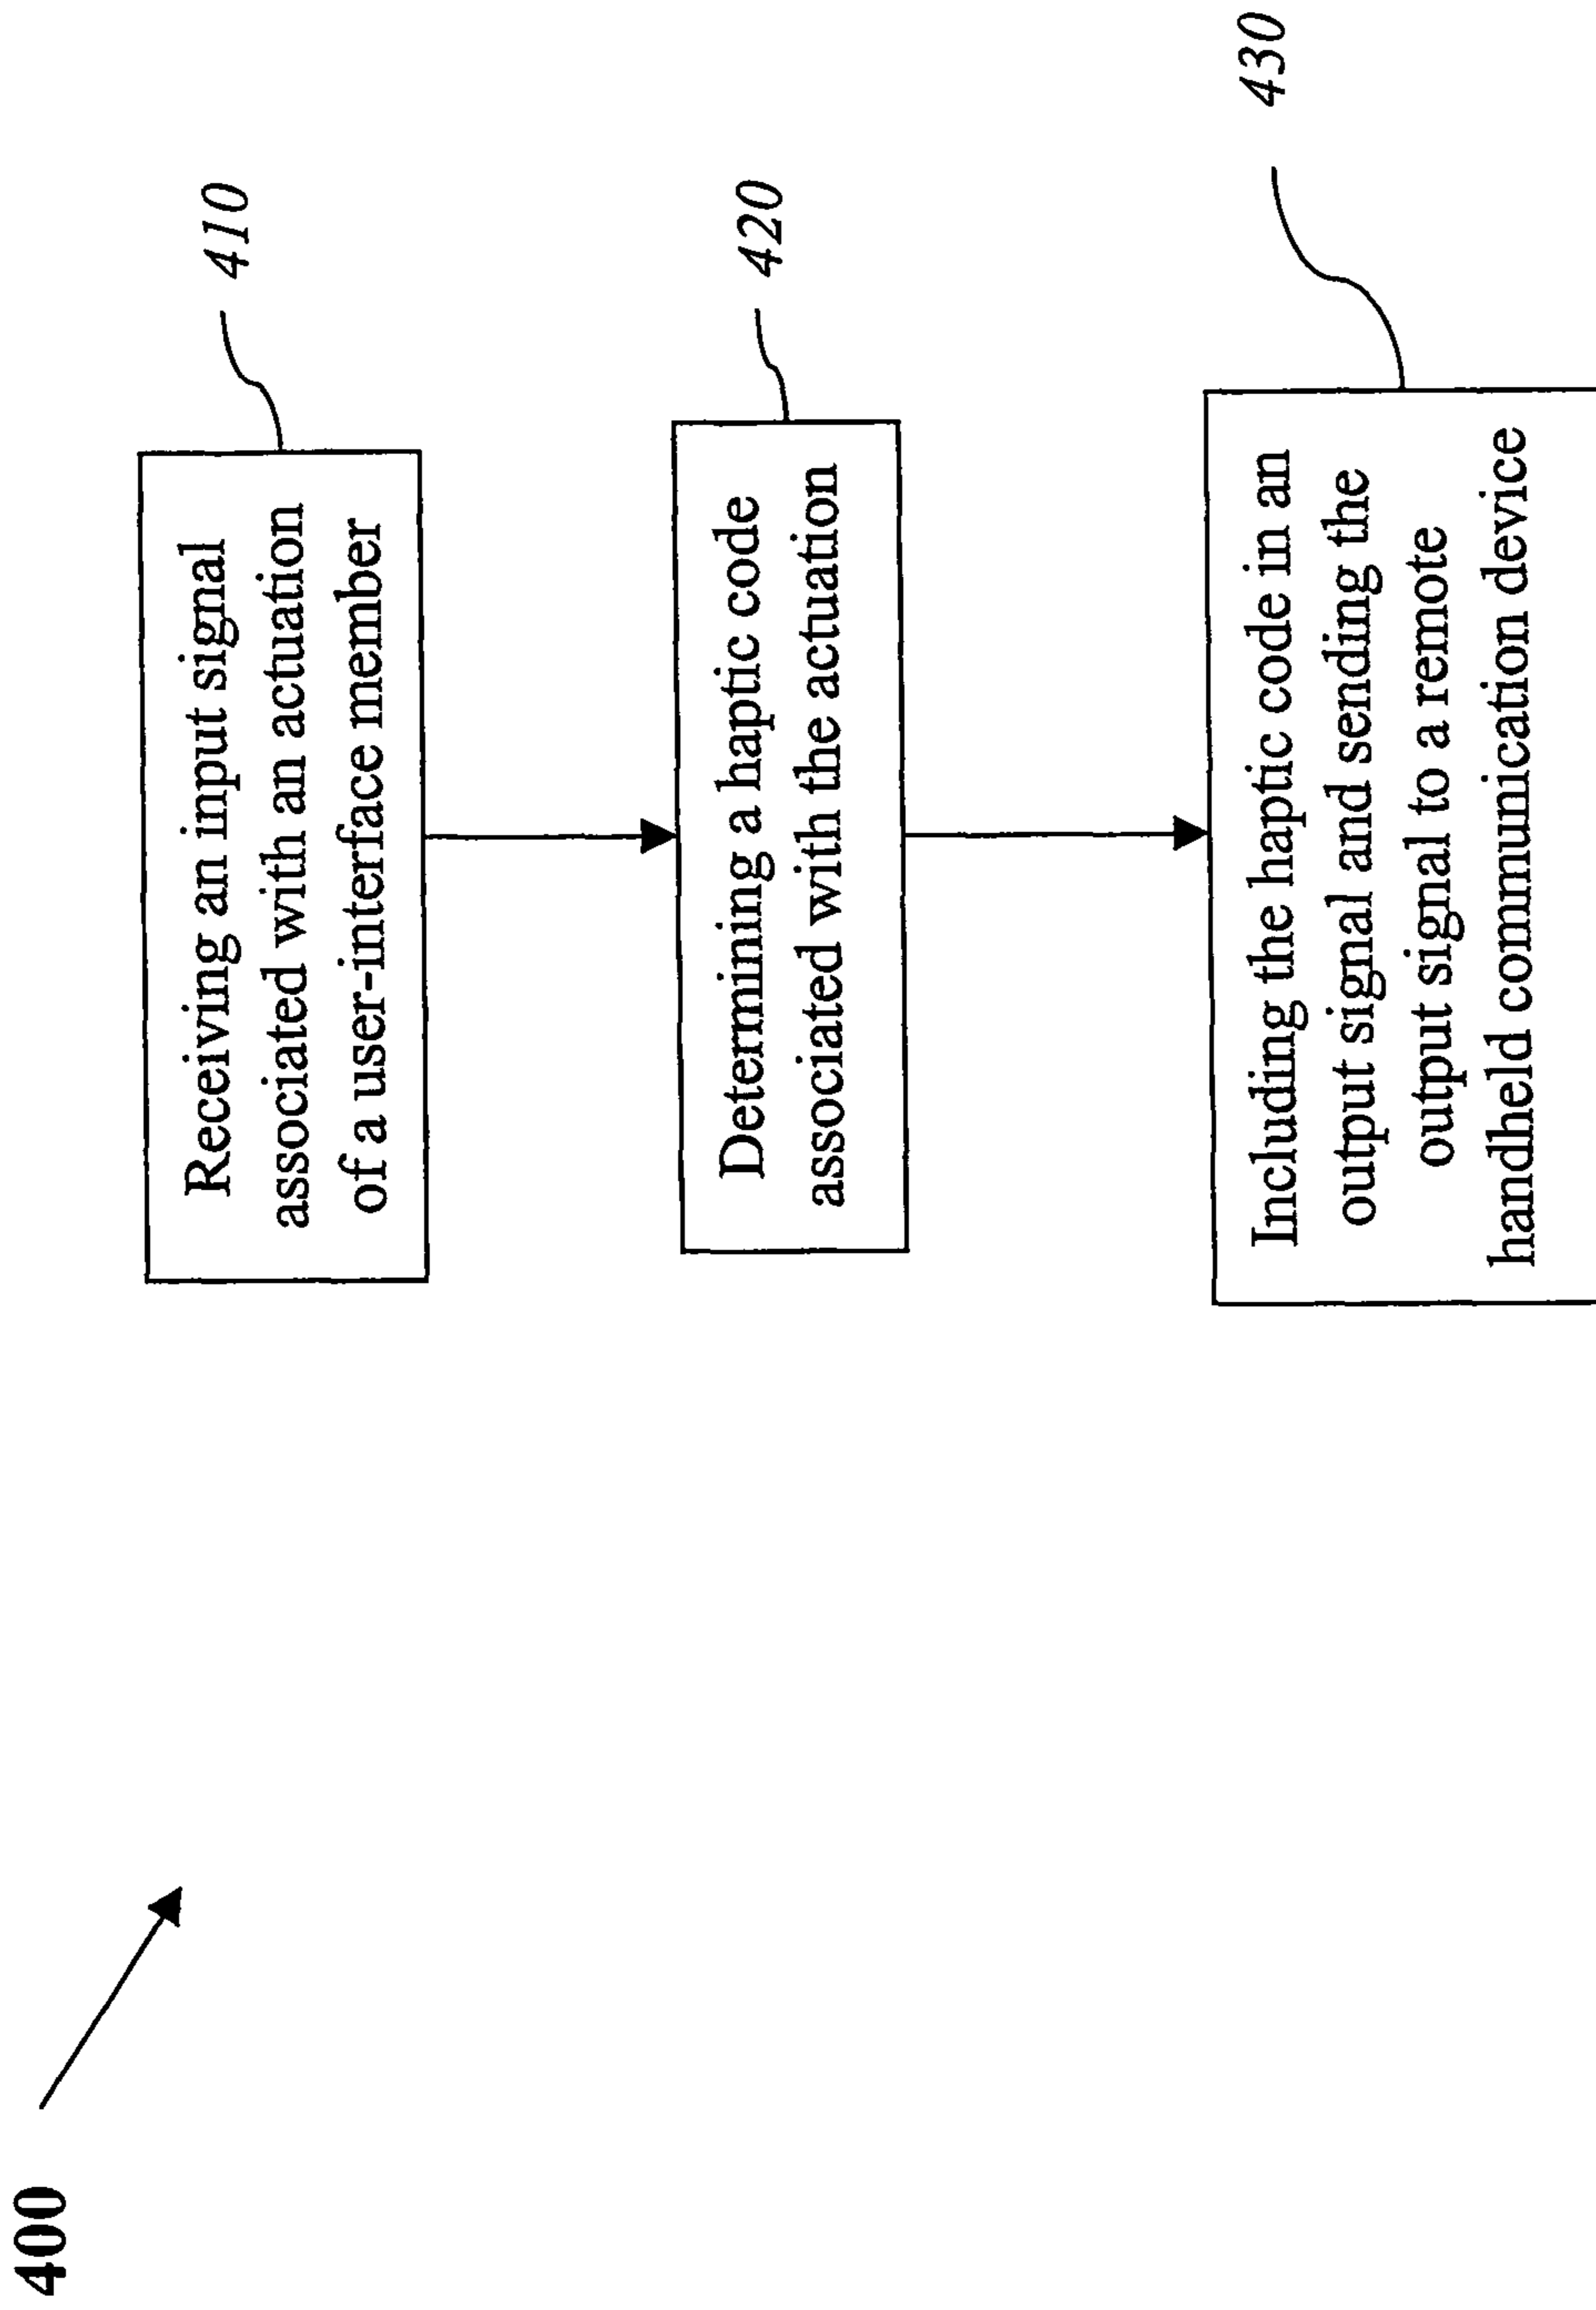 400
Receiving an input signal
associated with an actuation
of a user-interface member
410
Determining a haptic code
associated with the actuation
420
Including the haptic code in an
output signal and sending the
output signal to a remote
handheld communication device
430